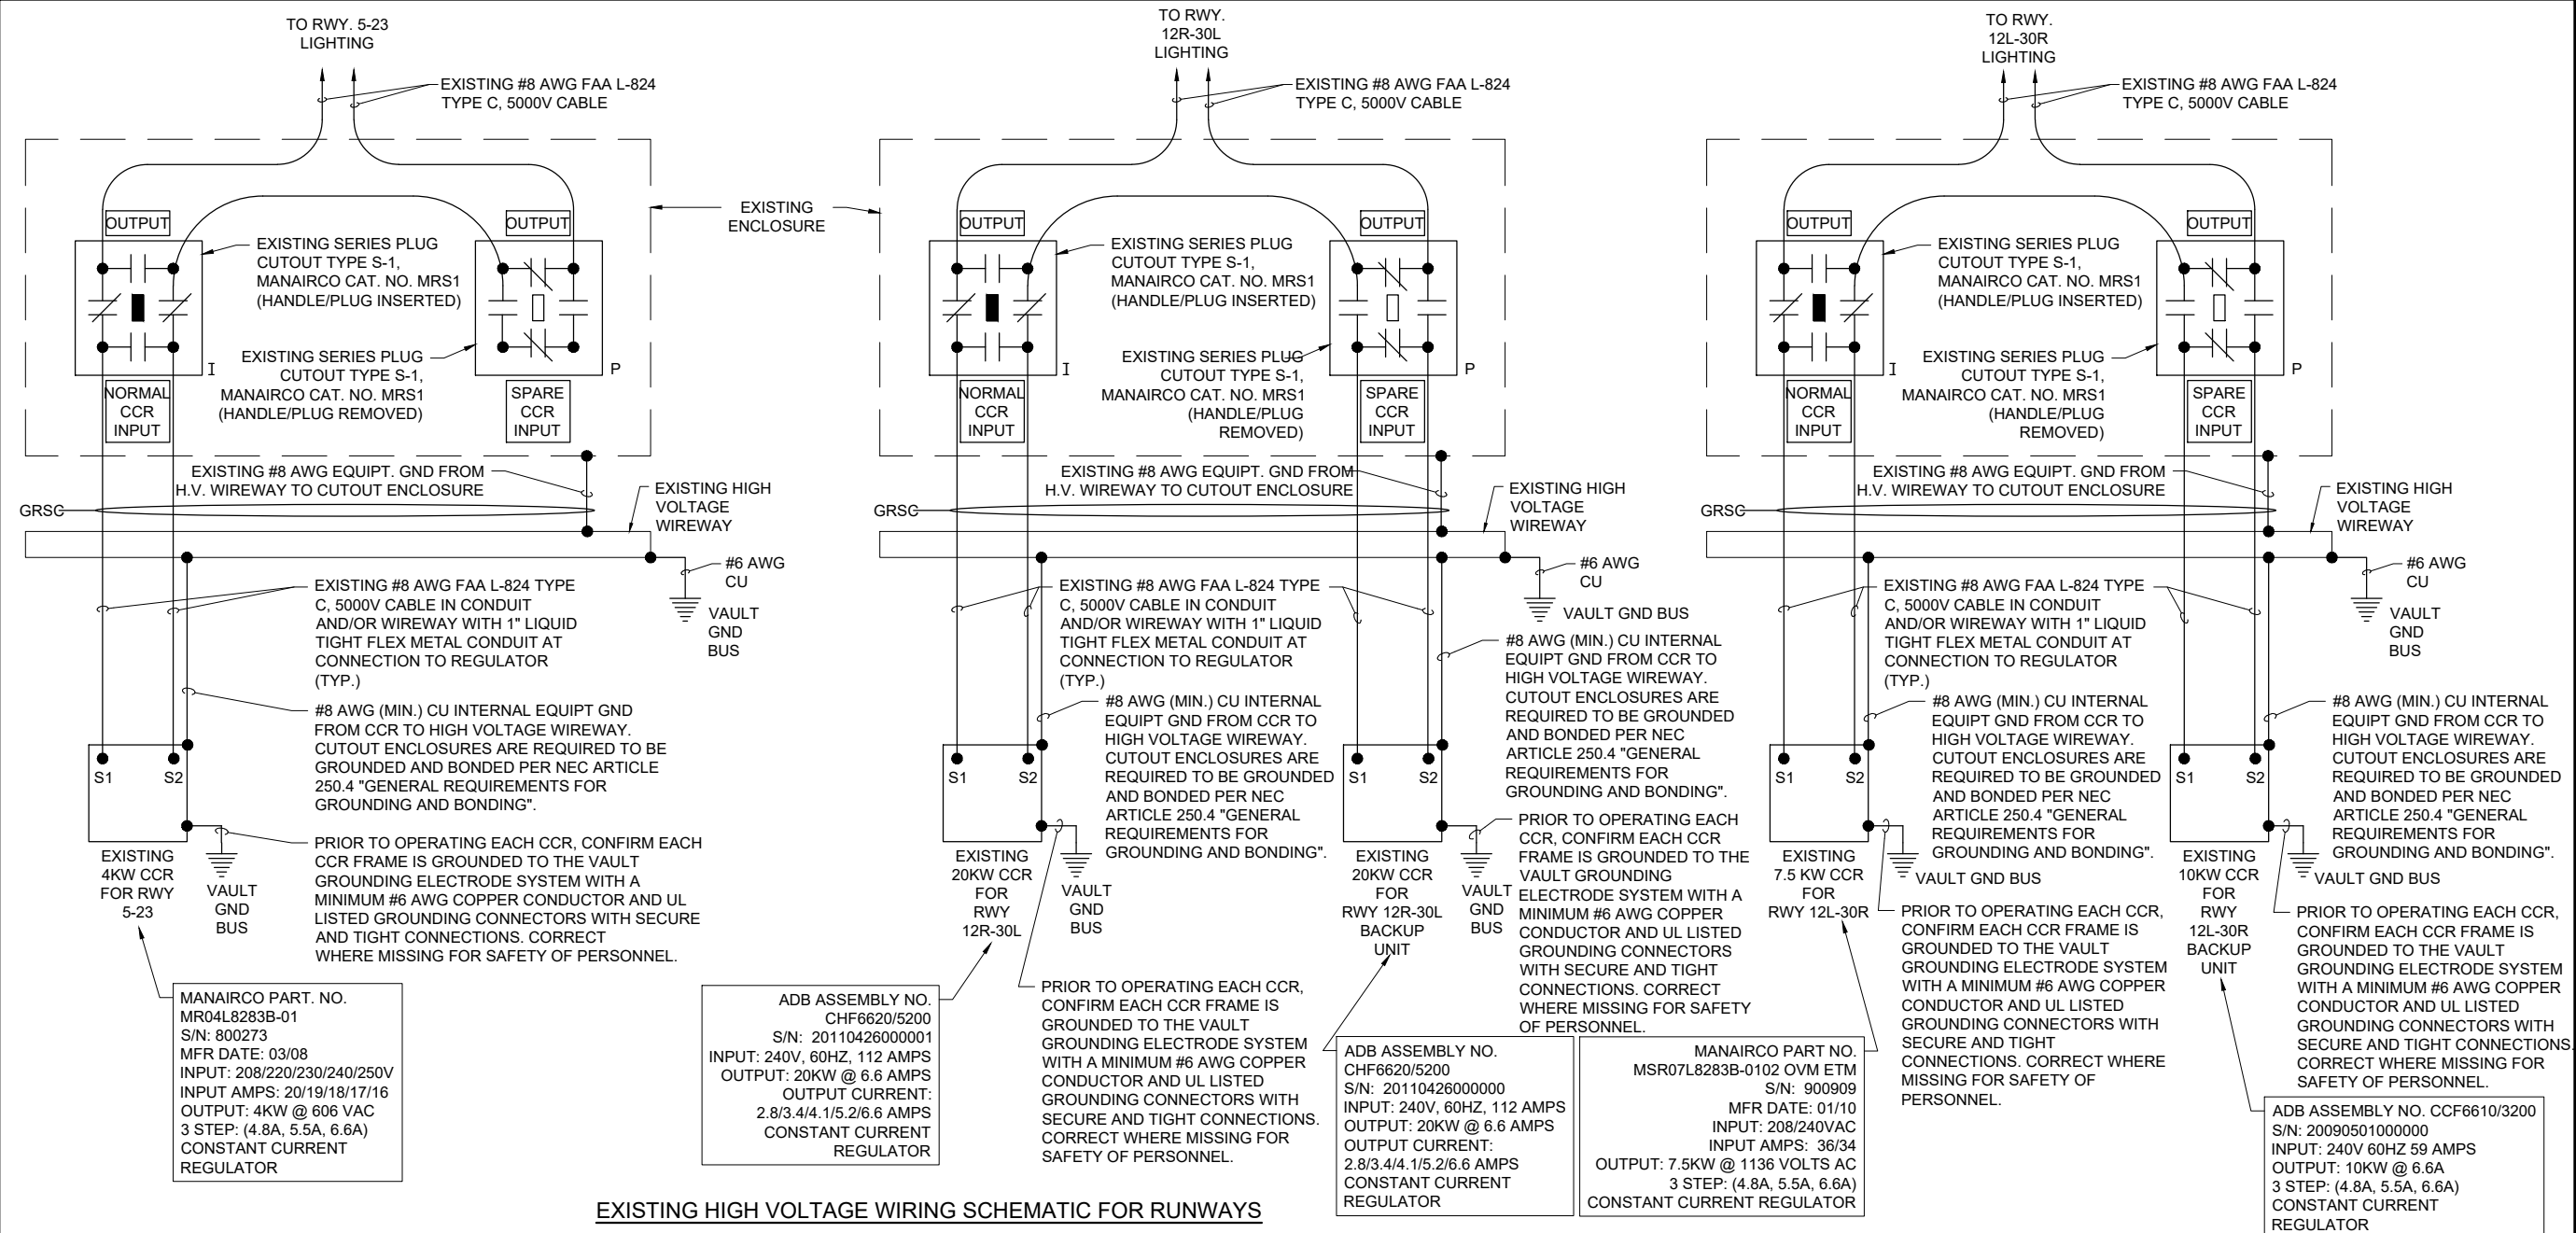 TO RWY. 5-23
LIGHTING
EXISTING #8 AWG FAA L-824
TYPE C, 5000V CABLE
OUTPUT
OUTPUT
EXISTING SERIES PLUG
CUTOUT TYPE S-1,
MANAIRCO CAT. NO. MRS1
(HANDLE/PLUG INSERTED)
EXISTING SERIES PLUG
CUTOUT TYPE S-1,
MANAIRCO CAT. NO. MRS1
(HANDLE/PLUG REMOVED)
I
P
NORMAL
CCR
INPUT
SPARE
CCR
INPUT
EXISTING
ENCLOSURE
EXISTING #8 AWG EQUIPT. GND FROM
H.V. WIREWAY TO CUTOUT ENCLOSURE
GRSC
EXISTING HIGH
VOLTAGE
WIREWAY
#6 AWG
CU
VAULT
GND
BUS
EXISTING #8 AWG FAA L-824 TYPE
C, 5000V CABLE IN CONDUIT
AND/OR WIREWAY WITH 1" LIQUID
TIGHT FLEX METAL CONDUIT AT
CONNECTION TO REGULATOR
(TYP.)
#8 AWG (MIN.) CU INTERNAL EQUIPT GND
FROM CCR TO HIGH VOLTAGE WIREWAY.
CUTOUT ENCLOSURES ARE REQUIRED TO BE
GROUNDED AND BONDED PER NEC ARTICLE
250.4 "GENERAL REQUIREMENTS FOR
GROUNDING AND BONDING".
S1
S2
EXISTING
4KW CCR
FOR RWY
5-23
VAULT
GND
BUS
PRIOR TO OPERATING EACH CCR, CONFIRM EACH
CCR FRAME IS GROUNDED TO THE VAULT
GROUNDING ELECTRODE SYSTEM WITH A
MINIMUM #6 AWG COPPER CONDUCTOR AND UL
LISTED GROUNDING CONNECTORS WITH SECURE
AND TIGHT CONNECTIONS. CORRECT
WHERE MISSING FOR SAFETY OF PERSONNEL.
MANAIRCO PART. NO.
MR04L8283B-01
S/N: 800273
MFR DATE: 03/08
INPUT: 208/220/230/240/250V
INPUT AMPS: 20/19/18/17/16
OUTPUT: 4KW @ 606 VAC
3 STEP: (4.8A, 5.5A, 6.6A)
CONSTANT CURRENT
REGULATOR
TO RWY.
12R-30L
LIGHTING
EXISTING #8 AWG FAA L-824
TYPE C, 5000V CABLE
OUTPUT
OUTPUT
EXISTING SERIES PLUG
CUTOUT TYPE S-1,
MANAIRCO CAT. NO. MRS1
(HANDLE/PLUG INSERTED)
EXISTING SERIES PLUG
CUTOUT TYPE S-1,
MANAIRCO CAT. NO. MRS1
(HANDLE/PLUG
REMOVED)
I
P
NORMAL
CCR
INPUT
SPARE
CCR
INPUT
EXISTING #8 AWG EQUIPT. GND FROM
H.V. WIREWAY TO CUTOUT ENCLOSURE
GRSC
EXISTING HIGH
VOLTAGE
WIREWAY
#6 AWG
CU
VAULT GND BUS
EXISTING #8 AWG FAA L-824 TYPE
C, 5000V CABLE IN CONDUIT
AND/OR WIREWAY WITH 1" LIQUID
TIGHT FLEX METAL CONDUIT AT
CONNECTION TO REGULATOR
(TYP.)
#8 AWG (MIN.) CU INTERNAL
EQUIPT GND FROM CCR TO
HIGH VOLTAGE WIREWAY.
CUTOUT ENCLOSURES ARE
REQUIRED TO BE GROUNDED
AND BONDED PER NEC
ARTICLE 250.4 "GENERAL
REQUIREMENTS FOR
GROUNDING AND BONDING".
#8 AWG (MIN.) CU INTERNAL
EQUIPT GND FROM CCR TO
HIGH VOLTAGE WIREWAY.
CUTOUT ENCLOSURES ARE
REQUIRED TO BE GROUNDED
AND BONDED PER NEC
ARTICLE 250.4 "GENERAL
REQUIREMENTS FOR
GROUNDING AND BONDING".
S1
S2
S1
S2
EXISTING
20KW CCR
FOR
RWY
12R-30L
VAULT
GND
BUS
EXISTING
20KW CCR
FOR
RWY 12R-30L
BACKUP
UNIT
VAULT
GND
BUS
PRIOR TO OPERATING EACH
CCR, CONFIRM EACH CCR
FRAME IS GROUNDED TO THE
VAULT GROUNDING
ELECTRODE SYSTEM WITH A
MINIMUM #6 AWG COPPER
CONDUCTOR AND UL LISTED
GROUNDING CONNECTORS
WITH SECURE AND TIGHT
CONNECTIONS. CORRECT
WHERE MISSING FOR SAFETY
OF PERSONNEL.
ADB ASSEMBLY NO.
CHF6620/5200
S/N: 20110426000001
INPUT: 240V, 60HZ, 112 AMPS
OUTPUT: 20KW @ 6.6 AMPS
OUTPUT CURRENT:
2.8/3.4/4.1/5.2/6.6 AMPS
CONSTANT CURRENT
REGULATOR
PRIOR TO OPERATING EACH CCR,
CONFIRM EACH CCR FRAME IS
GROUNDED TO THE VAULT
GROUNDING ELECTRODE SYSTEM
WITH A MINIMUM #6 AWG COPPER
CONDUCTOR AND UL LISTED
GROUNDING CONNECTORS WITH
SECURE AND TIGHT CONNECTIONS.
CORRECT WHERE MISSING FOR
SAFETY OF PERSONNEL.
ADB ASSEMBLY NO.
CHF6620/5200
S/N: 20110426000000
INPUT: 240V, 60HZ, 112 AMPS
OUTPUT: 20KW @ 6.6 AMPS
OUTPUT CURRENT:
2.8/3.4/4.1/5.2/6.6 AMPS
CONSTANT CURRENT
REGULATOR
TO RWY.
12L-30R
LIGHTING
EXISTING #8 AWG FAA L-824
TYPE C, 5000V CABLE
OUTPUT
OUTPUT
EXISTING SERIES PLUG
CUTOUT TYPE S-1,
MANAIRCO CAT. NO. MRS1
(HANDLE/PLUG INSERTED)
EXISTING SERIES PLUG
CUTOUT TYPE S-1,
MANAIRCO CAT. NO. MRS1
(HANDLE/PLUG
REMOVED)
I
P
NORMAL
CCR
INPUT
SPARE
CCR
INPUT
EXISTING #8 AWG EQUIPT. GND FROM
H.V. WIREWAY TO CUTOUT ENCLOSURE
GRSC
EXISTING HIGH
VOLTAGE
WIREWAY
#6 AWG
CU
VAULT
GND
BUS
EXISTING #8 AWG FAA L-824 TYPE
C, 5000V CABLE IN CONDUIT
AND/OR WIREWAY WITH 1" LIQUID
TIGHT FLEX METAL CONDUIT AT
CONNECTION TO REGULATOR
(TYP.)
#8 AWG (MIN.) CU INTERNAL
EQUIPT GND FROM CCR TO
HIGH VOLTAGE WIREWAY.
CUTOUT ENCLOSURES ARE
REQUIRED TO BE GROUNDED
AND BONDED PER NEC
ARTICLE 250.4 "GENERAL
REQUIREMENTS FOR
GROUNDING AND BONDING".
#8 AWG (MIN.) CU INTERNAL
EQUIPT GND FROM CCR TO
HIGH VOLTAGE WIREWAY.
CUTOUT ENCLOSURES ARE
REQUIRED TO BE GROUNDED
AND BONDED PER NEC
ARTICLE 250.4 "GENERAL
REQUIREMENTS FOR
GROUNDING AND BONDING".
S1
S2
S1
S2
EXISTING
7.5 KW CCR
FOR
RWY 12L-30R
VAULT GND BUS
EXISTING
10KW CCR
FOR
RWY
12L-30R
BACKUP
UNIT
VAULT GND BUS
PRIOR TO OPERATING EACH CCR,
CONFIRM EACH CCR FRAME IS
GROUNDED TO THE VAULT
GROUNDING ELECTRODE SYSTEM
WITH A MINIMUM #6 AWG COPPER
CONDUCTOR AND UL LISTED
GROUNDING CONNECTORS WITH
SECURE AND TIGHT
CONNECTIONS. CORRECT WHERE
MISSING FOR SAFETY OF
PERSONNEL.
PRIOR TO OPERATING EACH CCR,
CONFIRM EACH CCR FRAME IS
GROUNDED TO THE VAULT
GROUNDING ELECTRODE SYSTEM
WITH A MINIMUM #6 AWG COPPER
CONDUCTOR AND UL LISTED
GROUNDING CONNECTORS WITH
SECURE AND TIGHT CONNECTIONS.
CORRECT WHERE MISSING FOR
SAFETY OF PERSONNEL.
MANAIRCO PART NO.
MSR07L8283B-0102 OVM ETM
S/N: 900909
MFR DATE: 01/10
INPUT: 208/240VAC
INPUT AMPS: 36/34
OUTPUT: 7.5KW @ 1136 VOLTS AC
3 STEP: (4.8A, 5.5A, 6.6A)
CONSTANT CURRENT REGULATOR
ADB ASSEMBLY NO. CCF6610/3200
S/N: 20090501000000
INPUT: 240V 60HZ 59 AMPS
OUTPUT: 10KW @ 6.6A
3 STEP: (4.8A, 5.5A, 6.6A)
CONSTANT CURRENT
REGULATOR
EXISTING HIGH VOLTAGE WIRING SCHEMATIC FOR RUNWAYS